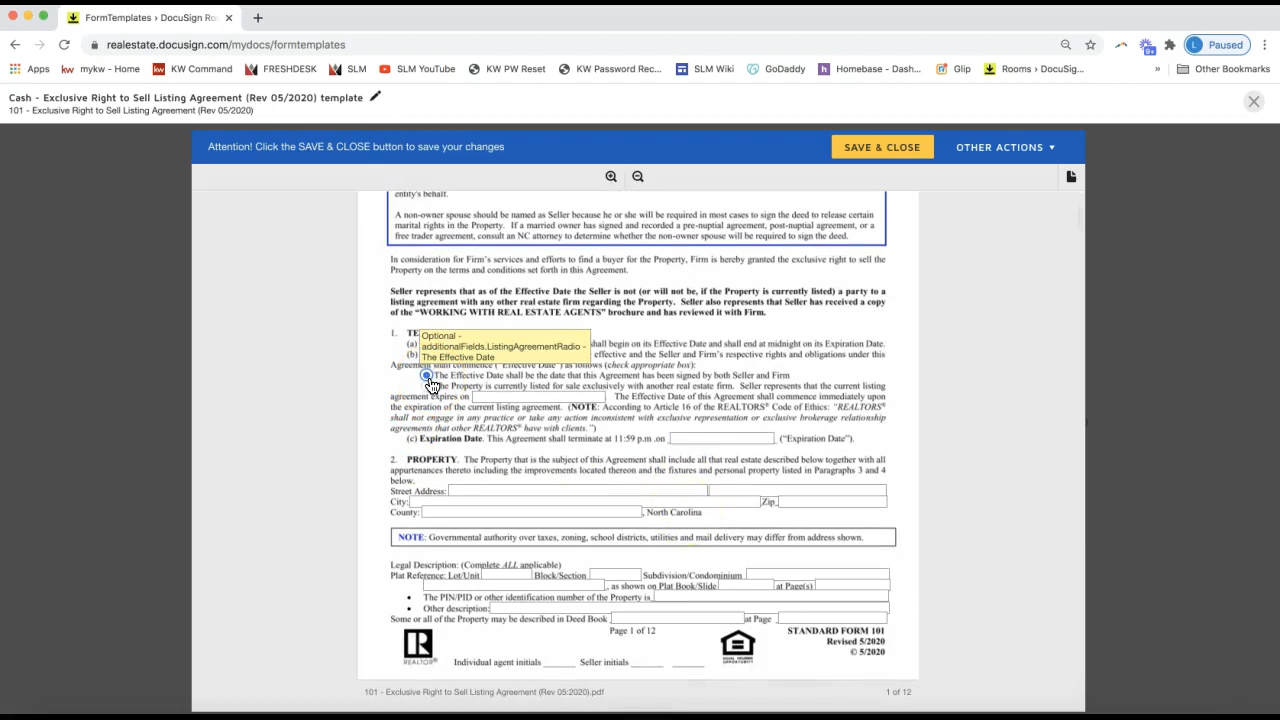 FormTemplates › DocuSign Ro
realestate.docusign.com/mydocs/formtemplates
L Paused
Apps kw mykw - Home kw KW Command FRESHDESK SLM SLM YouTube KW PW Reset KW Password Rec... SLM Wiki GoDaddy h Homebase - Dash... Glip Rooms › DocuSig... » Other Bookmarks
Cash - Exclusive Right to Sell Listing Agreement (Rev 05/2020) template
101 - Exclusive Right to Sell Listing Agreement (Rev 05/2020)
Attention! Click the SAVE & CLOSE button to save your changes
SAVE & CLOSE
OTHER ACTIONS
entity's behalf.
A non-owner spouse should be named as Seller because he or she will be required in most cases to sign the deed to release certain
marital rights in the Property. If a married owner has signed and recorded a pre-nuptial agreement, post-nuptial agreement, or a
free trader agreement, consult an NC attorney to determine whether the non-owner spouse will be required to sign the deed.
In consideration for Firm's services and efforts to find a buyer for the Property, Firm is hereby granted the exclusive right to sell the
Property on the terms and conditions set forth in this Agreement.
Seller represents that as of the Effective Date the Seller is not (or will not be, if the Property is currently listed) a party to a
listing agreement with any other real estate firm regarding the Property. Seller also represents that Seller has received a copy
of the "WORKING WITH REAL ESTATE AGENTS" brochure and has reviewed it with Firm.
1. TE
Optional -
additionalFields.ListingAgreementRadio -
The Effective Date
(a) shall begin on its Effective Date and shall end at midnight on its Expiration Date.
(b) effective and the Seller and Firm's respective rights and obligations under this
Agreement shall commence ("Effective Date") as follows (check appropriate box):
The Effective Date shall be the date that this Agreement has been signed by both Seller and Firm
the Property is currently listed for sale exclusively with another real estate firm. Seller represents that the current listing
agreement expires on The Effective Date of this Agreement shall commence immediately upon
the expiration of the current listing agreement. (NOTE: According to Article 16 of the REALTORS® Code of Ethics: "REALTORS®
shall not engage in any practice or take any action inconsistent with exclusive representation or exclusive brokerage relationship
agreements that other REALTORS® have with clients.")
(c) Expiration Date. This Agreement shall terminate at 11:59 p.m .on ("Expiration Date").
2. PROPERTY. The Property that is the subject of this Agreement shall include all that real estate described below together with all
appurtenances thereto including the improvements located thereon and the fixtures and personal property listed in Paragraphs 3 and 4
below.
Street Address:
City: Zip
County: , North Carolina
NOTE: Governmental authority over taxes, zoning, school districts, utilities and mail delivery may differ from address shown.
Legal Description: (Complete ALL applicable)
Plat Reference: Lot/Unit Block/Section Subdivision/Condominium
, as shown on Plat Book/Slide at Page(s)
• The PIN/PID or other identification number of the Property is
• Other description:
Some or all of the Property may be described in Deed Book at Page
Page 1 of 12
STANDARD FORM 101
Revised 5/2020
© 5/2020
REALTOR®
EQUAL HOUSING
OPPORTUNITY
Individual agent initials ______ Seller initials ______ ______
101 - Exclusive Right to Sell Listing Agreement (Rev 05:2020).pdf
1 of 12